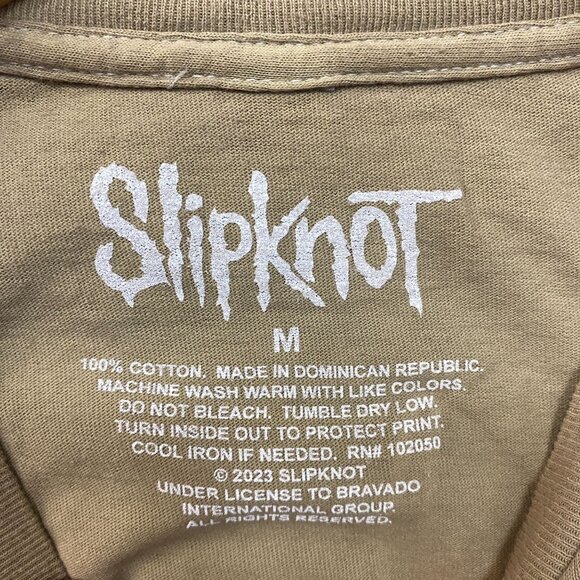 Slipknot
M
100% COTTON. MADE IN DOMINICAN REPUBLIC.
MACHINE WASH WARM WITH LIKE COLORS.
DO NOT BLEACH. TUMBLE DRY LOW.
TURN INSIDE OUT TO PROTECT PRINT.
COOL IRON IF NEEDED. RN# 102050
© 2023 SLIPKNOT
UNDER LICENSE TO BRAVADO
INTERNATIONAL GROUP.
ALL RIGHTS RESERVED.